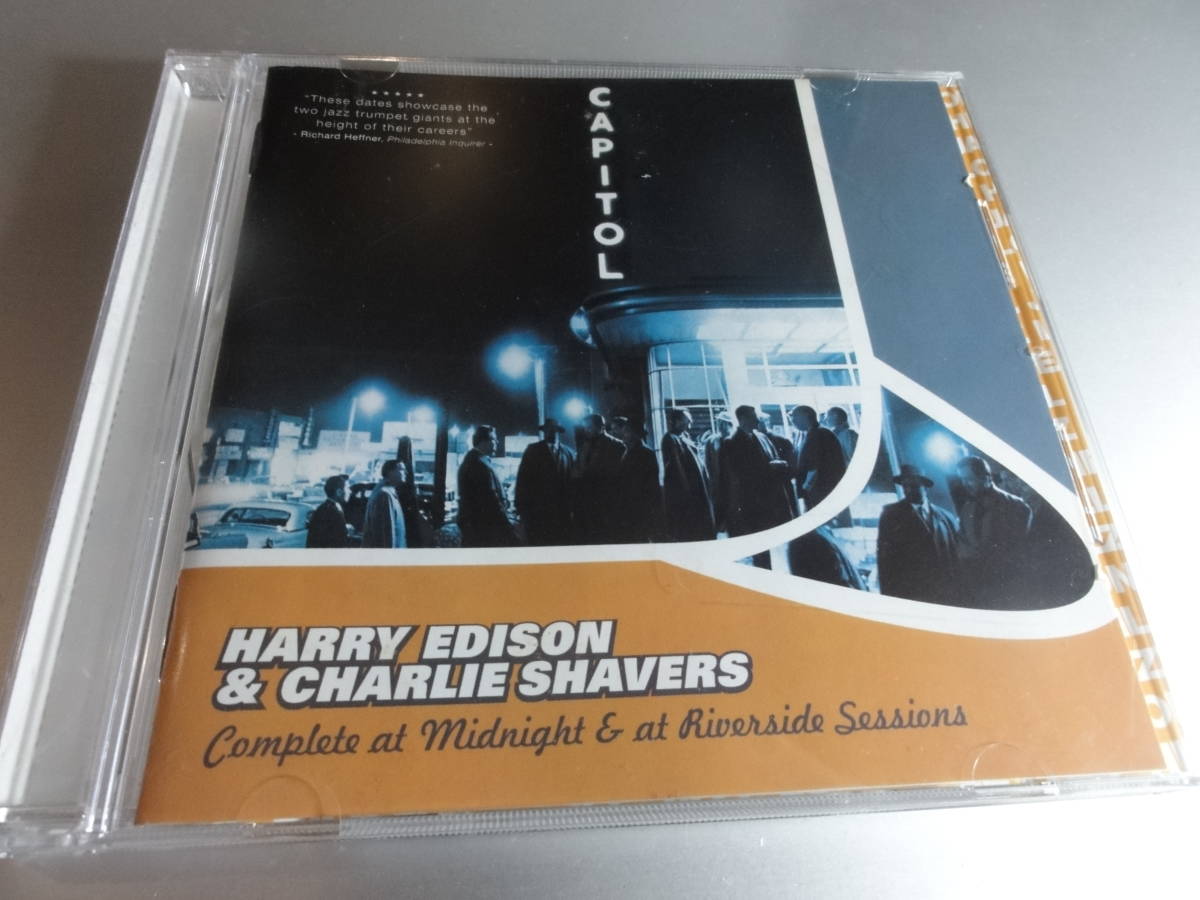 ★★★★★
"These dates showcase the
two jazz trumpet giants at the
height of their careers"
- Richard Heffner, Philadelphia Inquirer -
CAPITOL
HARRY EDISON
& CHARLIE SHAVERS
Complete at Midnight & at Riverside Sessions